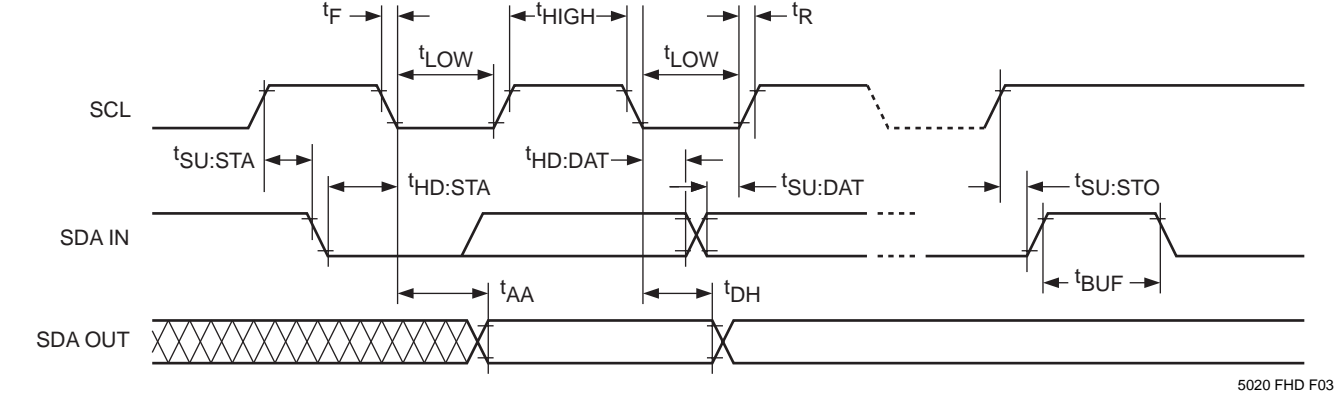 tF
tHIGH
tR
tLOW
tLOW
SCL
tSU:STA
tHD:STA
tHD:DAT
tSU:DAT
tSU:STO
SDA IN
tAA
tDH
tBUF
SDA OUT
5020 FHD F03